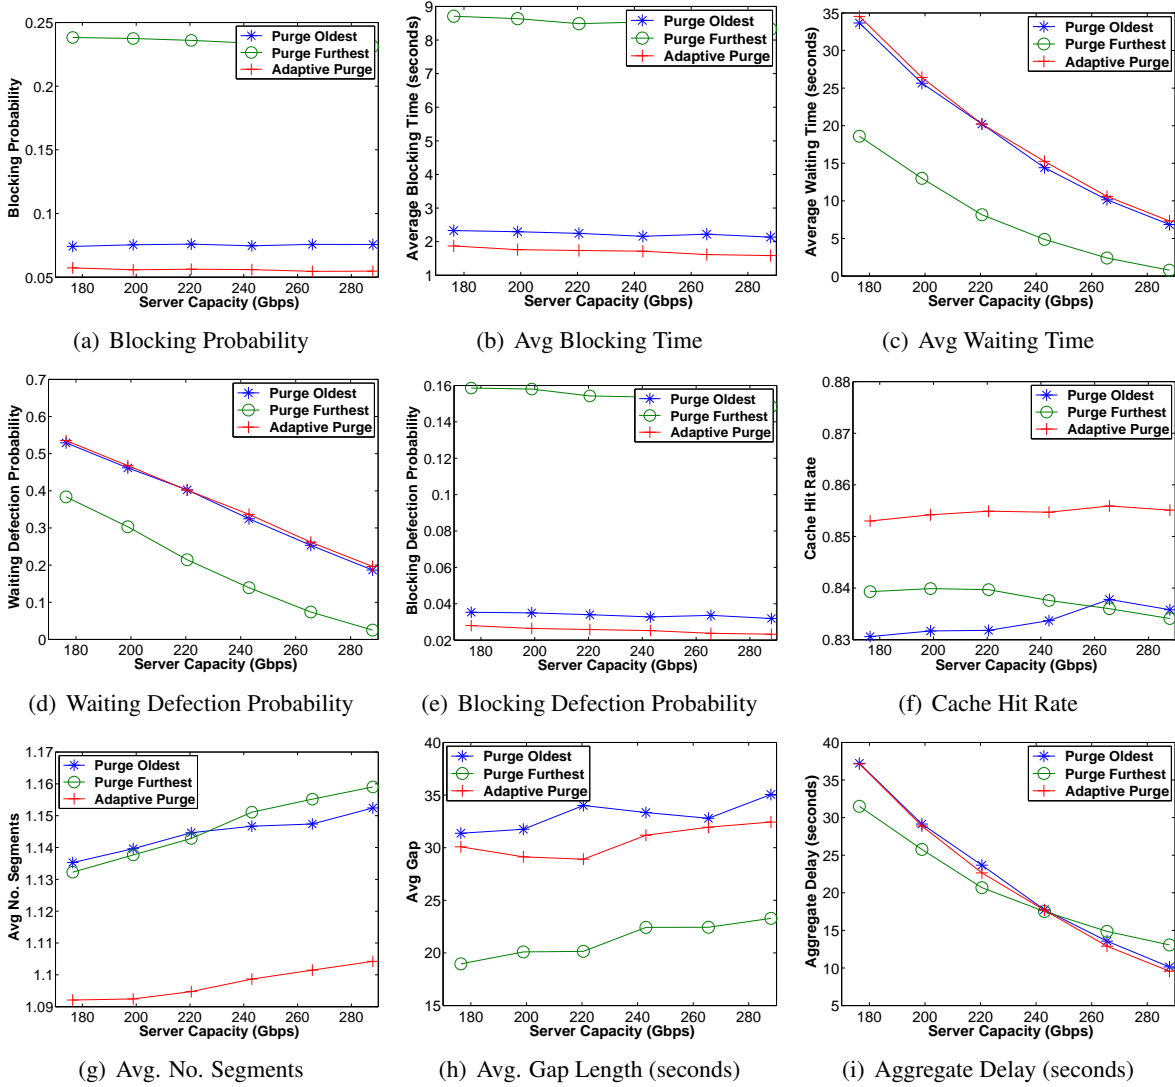 Blocking Probability
0.25
0.2
0.15
0.1
0.05
180 200 220 240 260 280
Server Capacity (Gbps)
Purge Oldest
Purge Furthest
Adaptive Purge
(a) Blocking Probability
Average Blocking Time (seconds)
9
8
7
6
5
4
3
2
1
180 200 220 240 260 280
Server Capacity (Gbps)
Purge Oldest
Purge Furthest
Adaptive Purge
(b) Avg Blocking Time
Average Waiting Time (seconds)
35
30
25
20
15
10
5
0
180 200 220 240 260 280
Server Capacity (Gbps)
Purge Oldest
Purge Furthest
Adaptive Purge
(c) Avg Waiting Time
Waiting Defection Probability
0.7
0.6
0.5
0.4
0.3
0.2
0.1
0
180 200 220 240 260 280
Server Capacity (Gbps)
Purge Oldest
Purge Furthest
Adaptive Purge
(d) Waiting Defection Probability
Blocking Defection Probability
0.16
0.14
0.12
0.1
0.08
0.06
0.04
0.02
180 200 220 240 260 280
Server Capacity (Gbps)
Purge Oldest
Purge Furthest
Adaptive Purge
(e) Blocking Defection Probability
Cache Hit Rate
0.88
0.87
0.86
0.85
0.84
0.83
180 200 220 240 260 280
Server Capacity (Gbps)
Purge Oldest
Purge Furthest
Adaptive Purge
(f) Cache Hit Rate
Avg No. Segments
1.17
1.16
1.15
1.14
1.13
1.12
1.11
1.1
1.09
180 200 220 240 260 280
Server Capacity (Gbps)
Purge Oldest
Purge Furthest
Adaptive Purge
(g) Avg. No. Segments
Avg Gap
40
35
30
25
20
15
180 200 220 240 260 280
Server Capacity (Gbps)
Purge Oldest
Purge Furthest
Adaptive Purge
(h) Avg. Gap Length (seconds)
Aggregate Delay (seconds)
40
35
30
25
20
15
10
5
180 200 220 240 260 280
Server Capacity (Gbps)
Purge Oldest
Purge Furthest
Adaptive Purge
(i) Aggregate Delay (seconds)